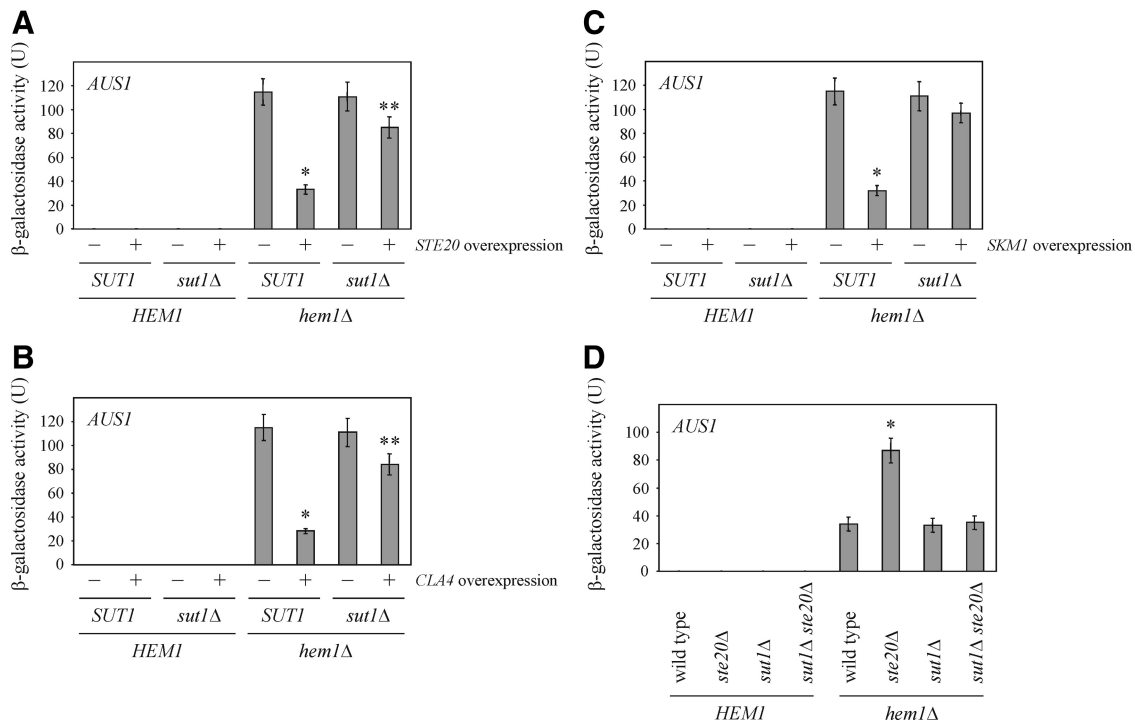 A
β-galactosidase activity (U)
AUS1
120
100
80
60
40
20
0
*
**
− + − + − + − + STE20 overexpression
SUT1 sut1Δ SUT1 sut1Δ
HEM1 hem1Δ
B
β-galactosidase activity (U)
AUS1
120
100
80
60
40
20
0
*
**
− + − + − + − + CLA4 overexpression
SUT1 sut1Δ SUT1 sut1Δ
HEM1 hem1Δ
C
β-galactosidase activity (U)
AUS1
120
100
80
60
40
20
0
*
− + − + − + − + SKM1 overexpression
SUT1 sut1Δ SUT1 sut1Δ
HEM1 hem1Δ
D
β-galactosidase activity (U)
AUS1
100
80
60
40
20
0
*
wild type
ste20Δ
sut1Δ
sut1Δ ste20Δ
wild type
ste20Δ
sut1Δ
sut1Δ ste20Δ
HEM1 hem1Δ